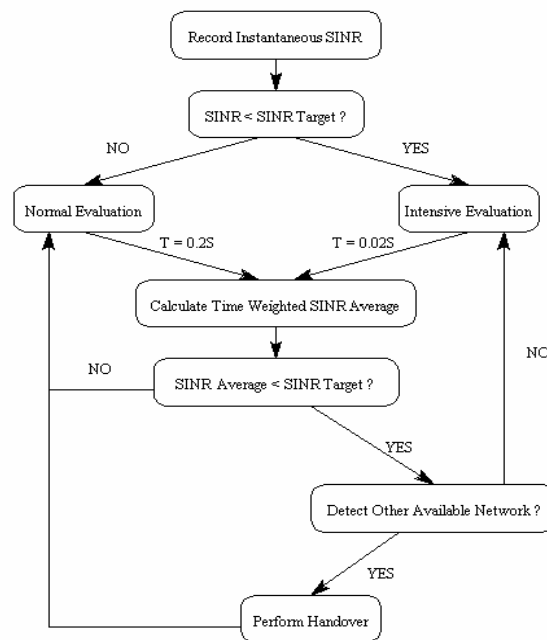 Record Instantaneous SINR
SINR < SINR Target ?
NO
YES
Normal Evaluation
Intensive Evaluation
T = 0.2S
T = 0.02S
Calculate Time Weighted SINR Average
NO
NO
SINR Average < SINR Target ?
YES
Detect Other Available Network ?
YES
Perform Handover